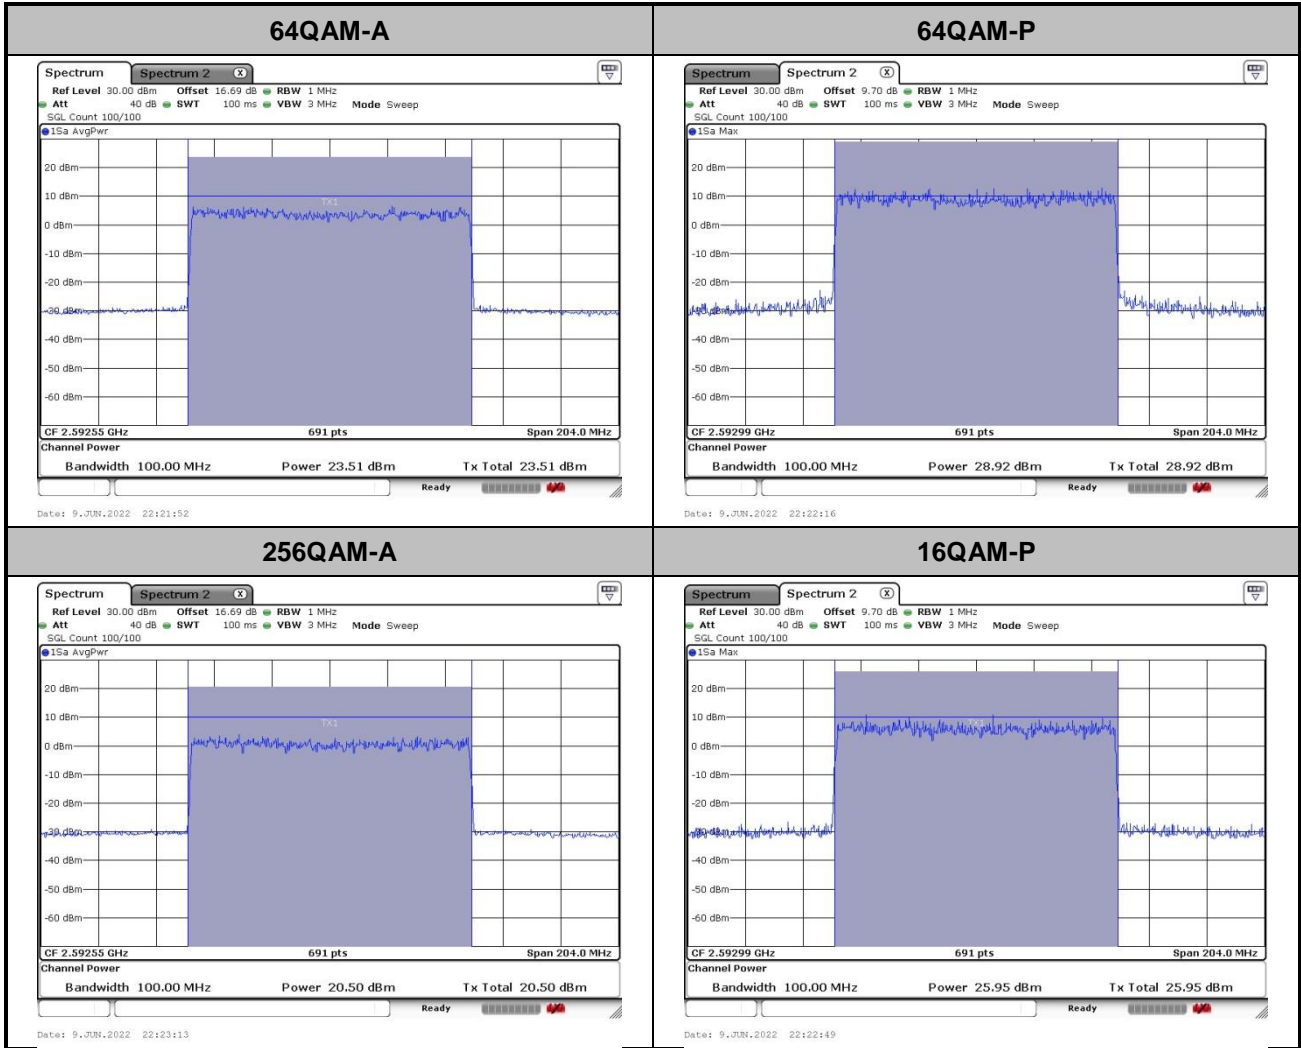 64QAM-A
Spectrum Spectrum 2 X
Ref Level 30.00 dBm Offset 16.69 dB RBW 1 MHz
Att 40 dB SWT 100 ms VBW 3 MHz Mode Sweep
SGL Count 100/100
1Sa AvgPwr
20 dBm
10 dBm
TX1
0 dBm
-10 dBm
-20 dBm
-30 dBm
-40 dBm
-50 dBm
-60 dBm
CF 2.59255 GHz 691 pts Span 204.0 MHz
Channel Power
Bandwidth 100.00 MHz Power 23.51 dBm Tx Total 23.51 dBm
Ready
Date: 9.JUN.2022 22:21:52
64QAM-P
Spectrum Spectrum 2 X
Ref Level 30.00 dBm Offset 9.70 dB RBW 1 MHz
Att 40 dB SWT 100 ms VBW 3 MHz Mode Sweep
SGL Count 100/100
1Sa Max
20 dBm
10 dBm
0 dBm
-10 dBm
-20 dBm
-30 dBm
-40 dBm
-50 dBm
-60 dBm
CF 2.59299 GHz 691 pts Span 204.0 MHz
Channel Power
Bandwidth 100.00 MHz Power 28.92 dBm Tx Total 28.92 dBm
Ready
Date: 9.JUN.2022 22:22:16
256QAM-A
Spectrum Spectrum 2 X
Ref Level 30.00 dBm Offset 16.69 dB RBW 1 MHz
Att 40 dB SWT 100 ms VBW 3 MHz Mode Sweep
SGL Count 100/100
1Sa AvgPwr
20 dBm
10 dBm
TX1
0 dBm
-10 dBm
-20 dBm
-30 dBm
-40 dBm
-50 dBm
-60 dBm
CF 2.59255 GHz 691 pts Span 204.0 MHz
Channel Power
Bandwidth 100.00 MHz Power 20.50 dBm Tx Total 20.50 dBm
Ready
Date: 9.JUN.2022 22:23:13
16QAM-P
Spectrum Spectrum 2 X
Ref Level 30.00 dBm Offset 9.70 dB RBW 1 MHz
Att 40 dB SWT 100 ms VBW 3 MHz Mode Sweep
SGL Count 100/100
1Sa Max
20 dBm
10 dBm
TX1
0 dBm
-10 dBm
-20 dBm
-30 dBm
-40 dBm
-50 dBm
-60 dBm
CF 2.59299 GHz 691 pts Span 204.0 MHz
Channel Power
Bandwidth 100.00 MHz Power 25.95 dBm Tx Total 25.95 dBm
Ready
Date: 9.JUN.2022 22:22:49